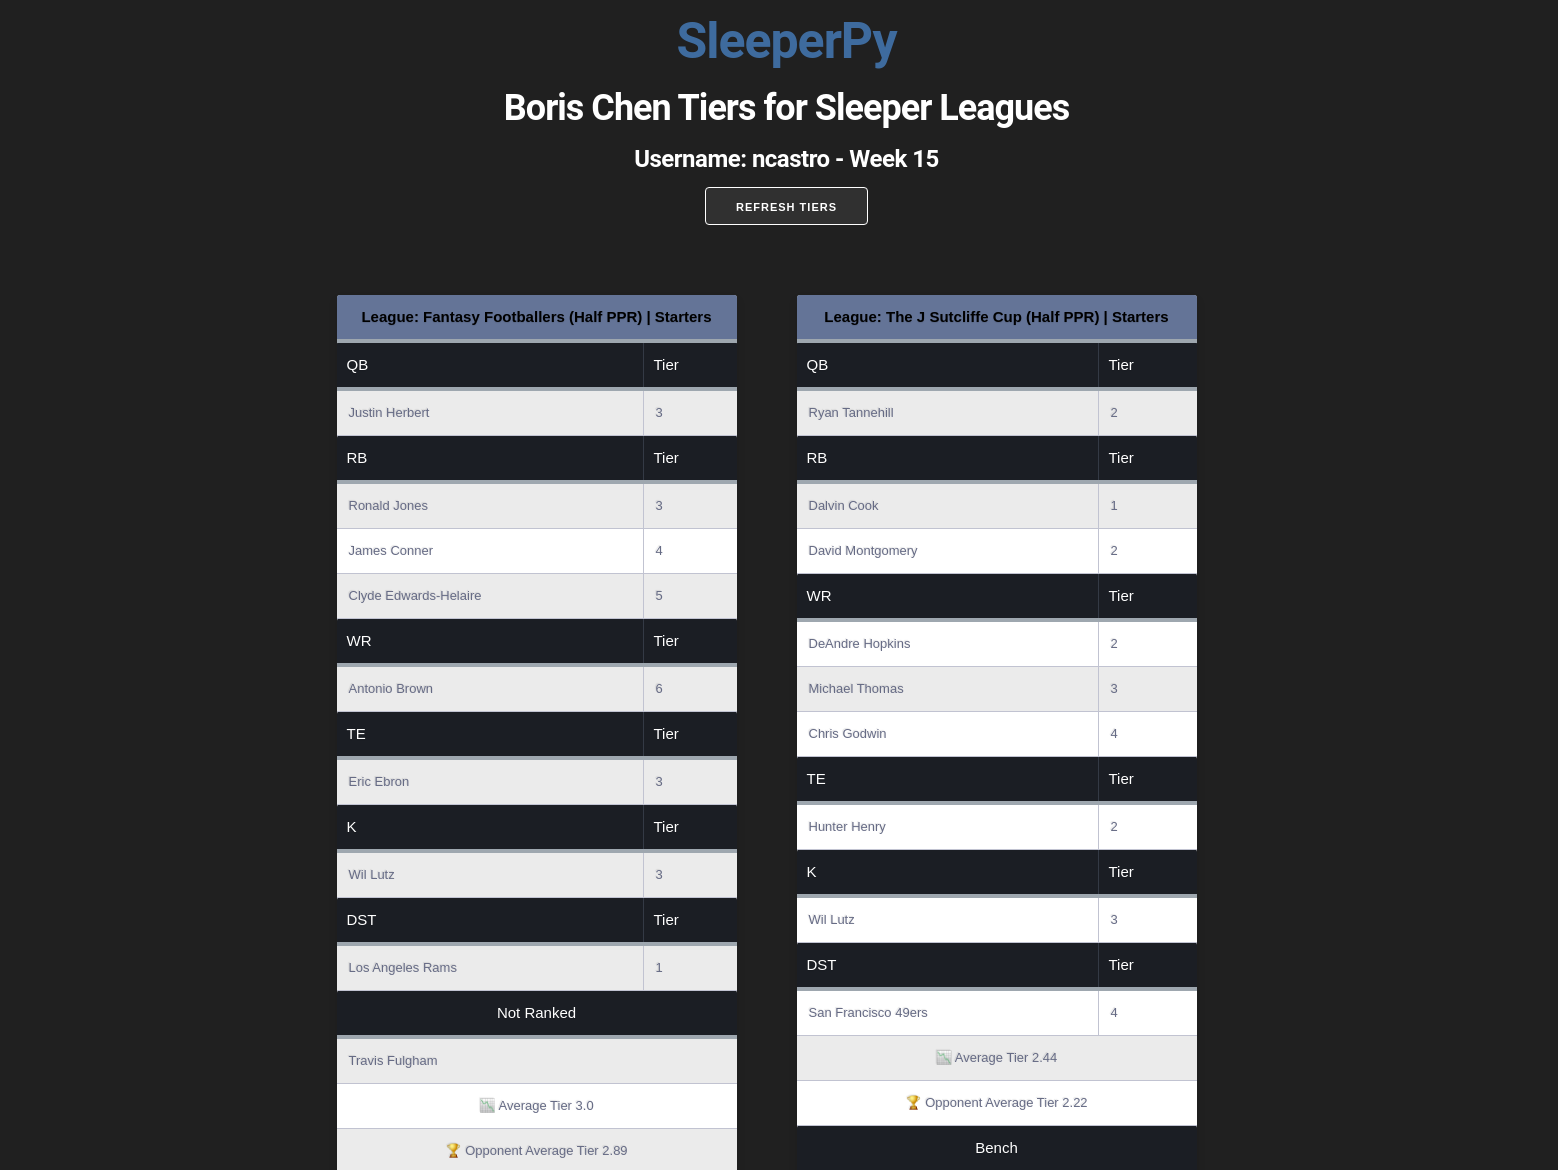 SleeperPy
Boris Chen Tiers for Sleeper Leagues
Username: ncastro - Week 15
REFRESH TIERS
League: Fantasy Footballers (Half PPR) | Starters
QB Tier
Justin Herbert 3
RB Tier
Ronald Jones 3
James Conner 4
Clyde Edwards-Helaire 5
WR Tier
Antonio Brown 6
TE Tier
Eric Ebron 3
K Tier
Wil Lutz 3
DST Tier
Los Angeles Rams 1
Not Ranked
Travis Fulgham
Average Tier 3.0
🏆 Opponent Average Tier 2.89
League: The J Sutcliffe Cup (Half PPR) | Starters
QB Tier
Ryan Tannehill 2
RB Tier
Dalvin Cook 1
David Montgomery 2
WR Tier
DeAndre Hopkins 2
Michael Thomas 3
Chris Godwin 4
TE Tier
Hunter Henry 2
K Tier
Wil Lutz 3
DST Tier
San Francisco 49ers 4
Average Tier 2.44
🏆 Opponent Average Tier 2.22
Bench